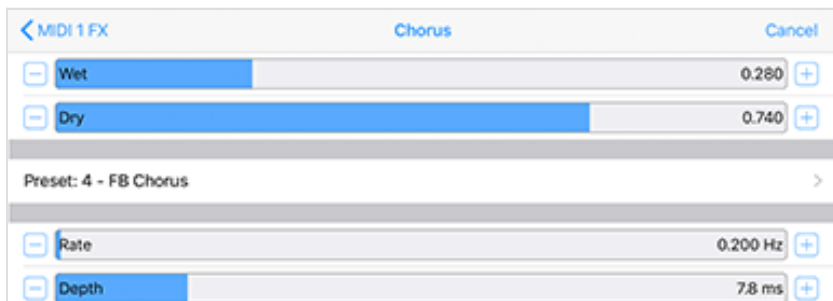 MIDI 1 FX Chorus Cancel
Wet 0.280
Dry 0.740
Preset: 4 - FB Chorus
Rate 0.200 Hz
Depth 7.8 ms